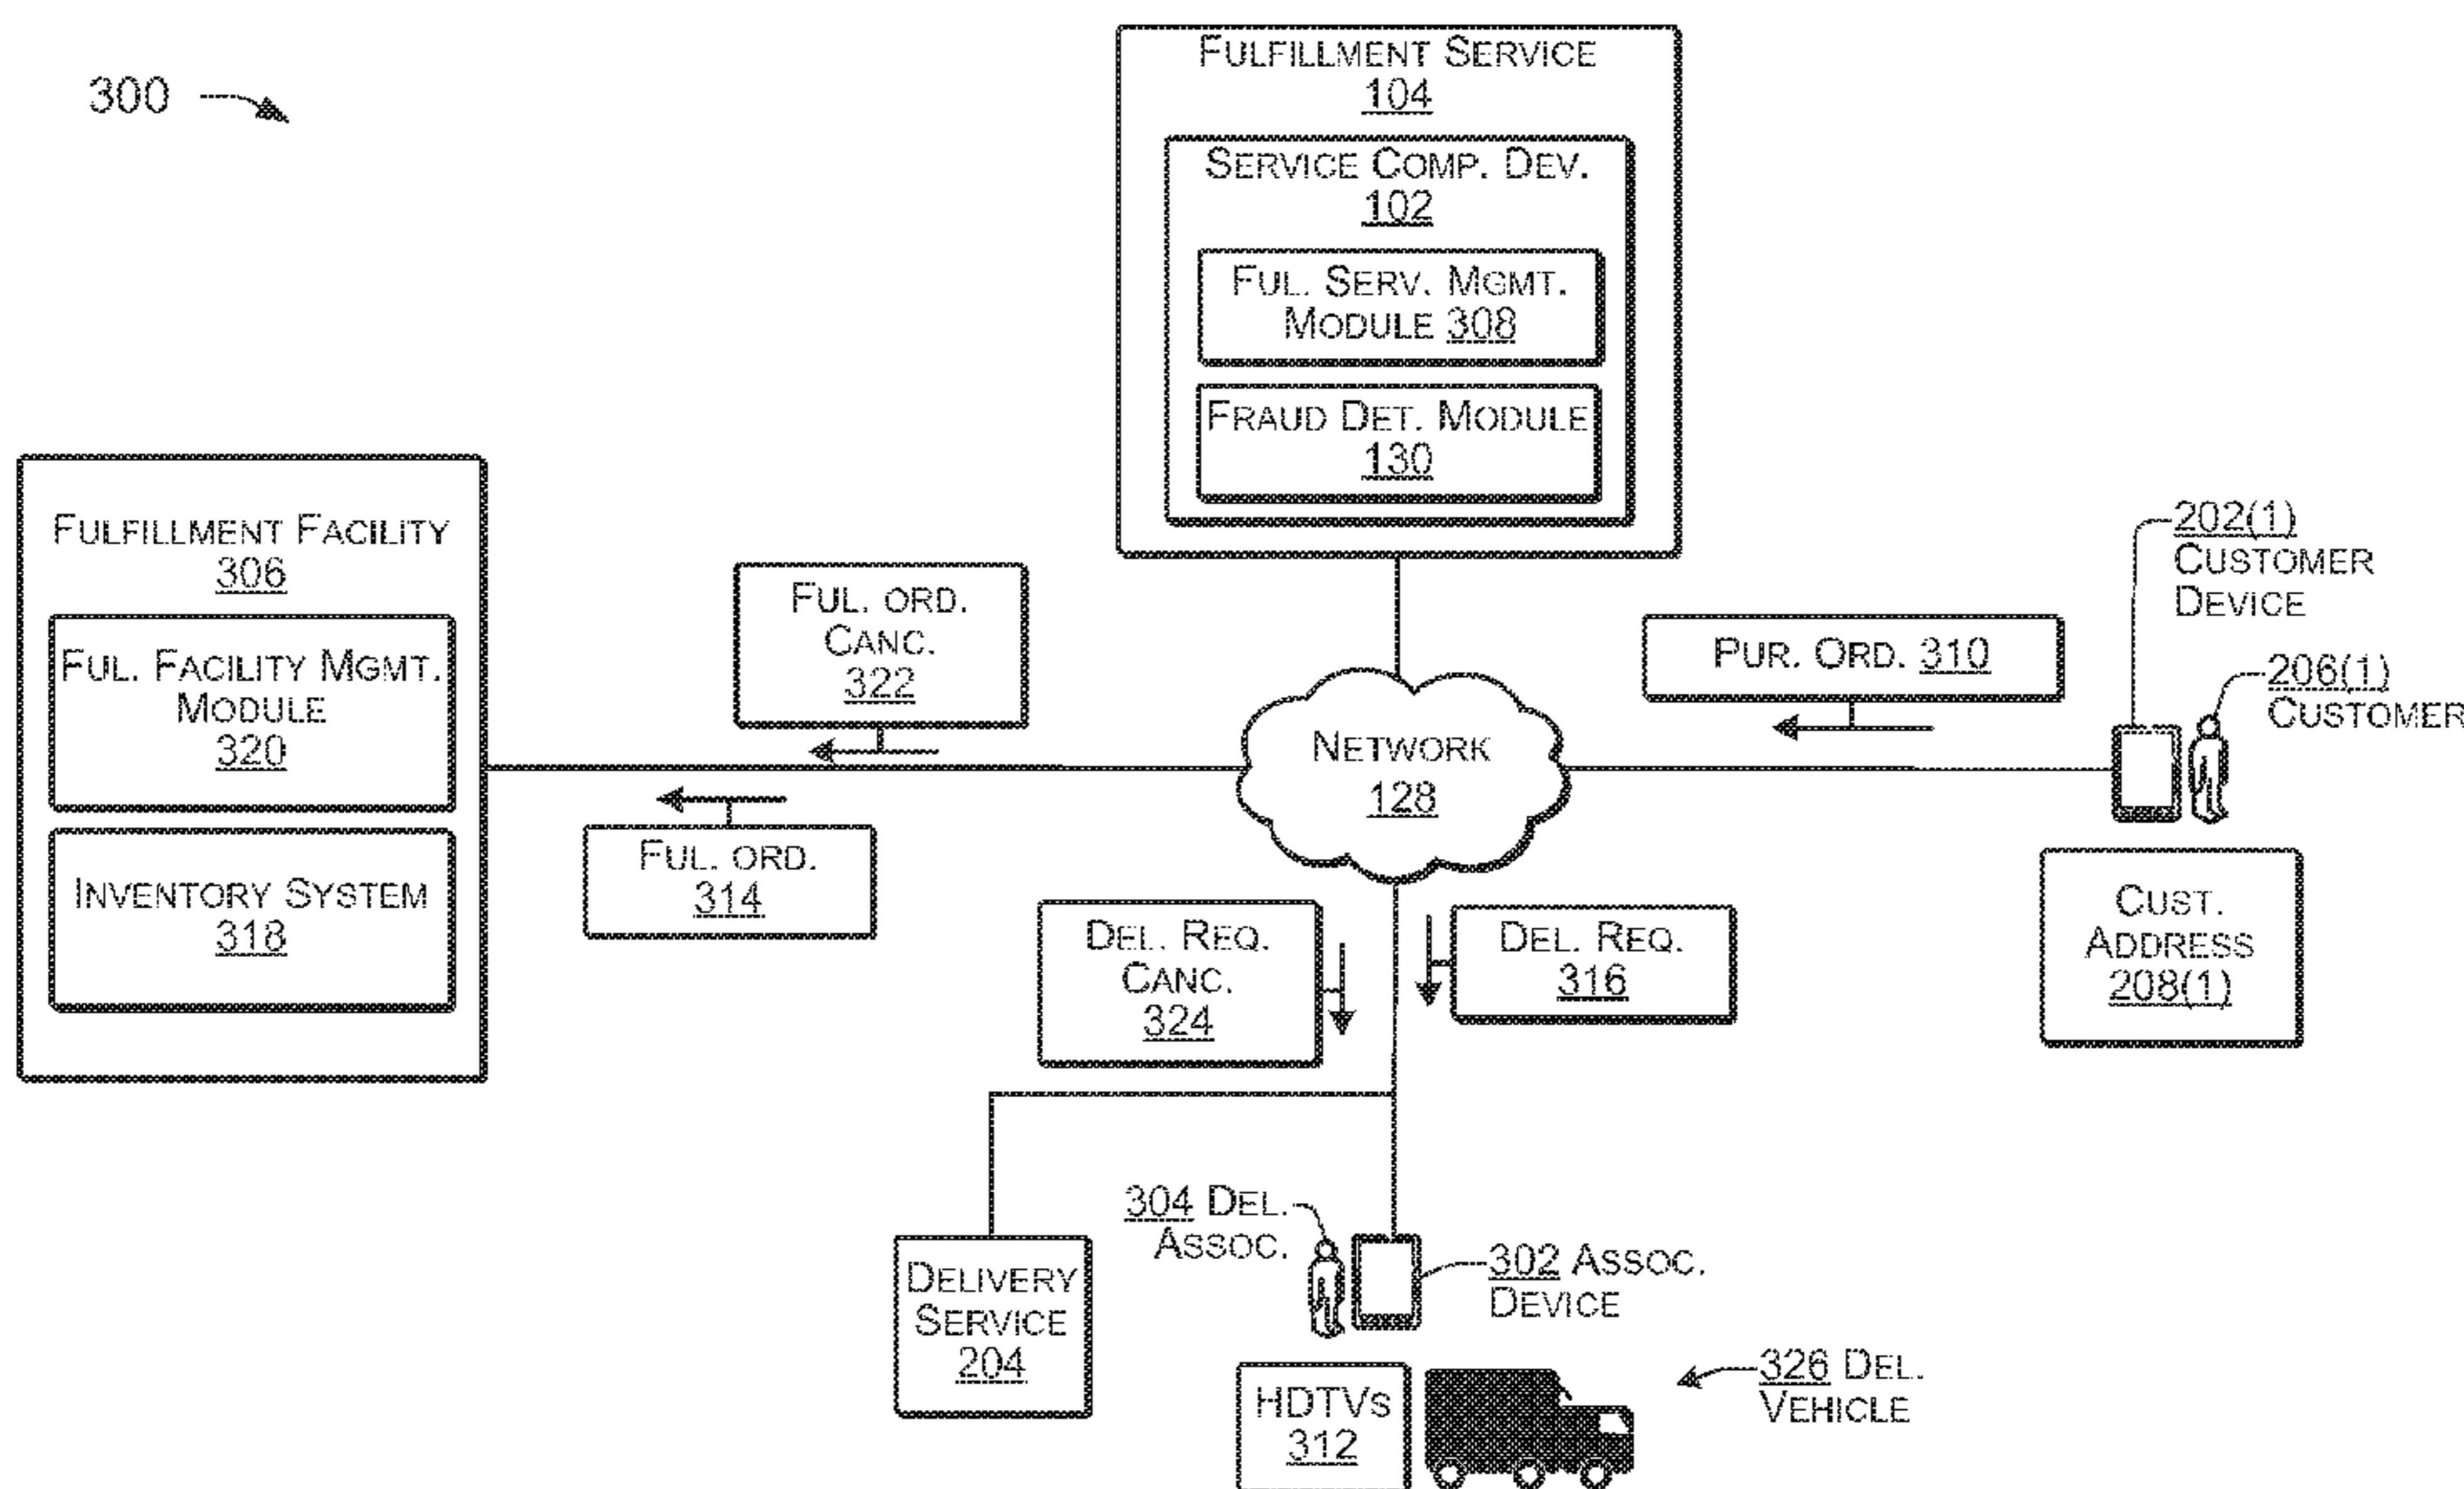 300
FULFILLMENT SERVICE
104
SERVICE COMP. DEV.
102
FUL. SERV. MGMT.
MODULE 308
FRAUD DET. MODULE
130
FULFILLMENT FACILITY
306
FUL. FACILITY MGMT.
MODULE
320
INVENTORY SYSTEM
318
FUL. ORD.
CANC.
322
FUL. ORD.
314
NETWORK
128
PUR. ORD. 310
202(1)
CUSTOMER
DEVICE
206(1)
CUSTOMER
CUST.
ADDRESS
208(1)
DEL. REQ.
CANC.
324
DEL. REQ.
316
DELIVERY
SERVICE
204
304 DEL.
ASSOC.
302 ASSOC.
DEVICE
HDTVS
312
326 DEL.
VEHICLE